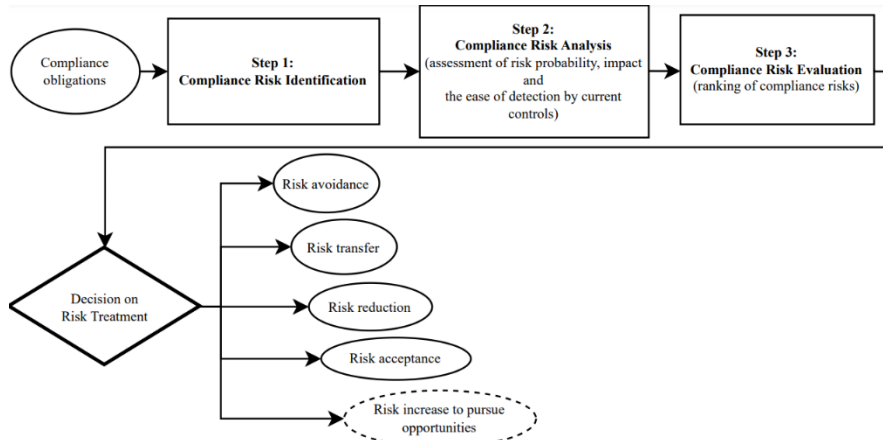 Compliance
obligations
Step 1:
Compliance Risk Identification
Step 2:
Compliance Risk Analysis
(assessment of risk probability, impact
and
the ease of detection by current
controls)
Step 3:
Compliance Risk Evaluation
(ranking of compliance risks)
Decision on
Risk Treatment
Risk avoidance
Risk transfer
Risk reduction
Risk acceptance
Risk increase to pursue
opportunities